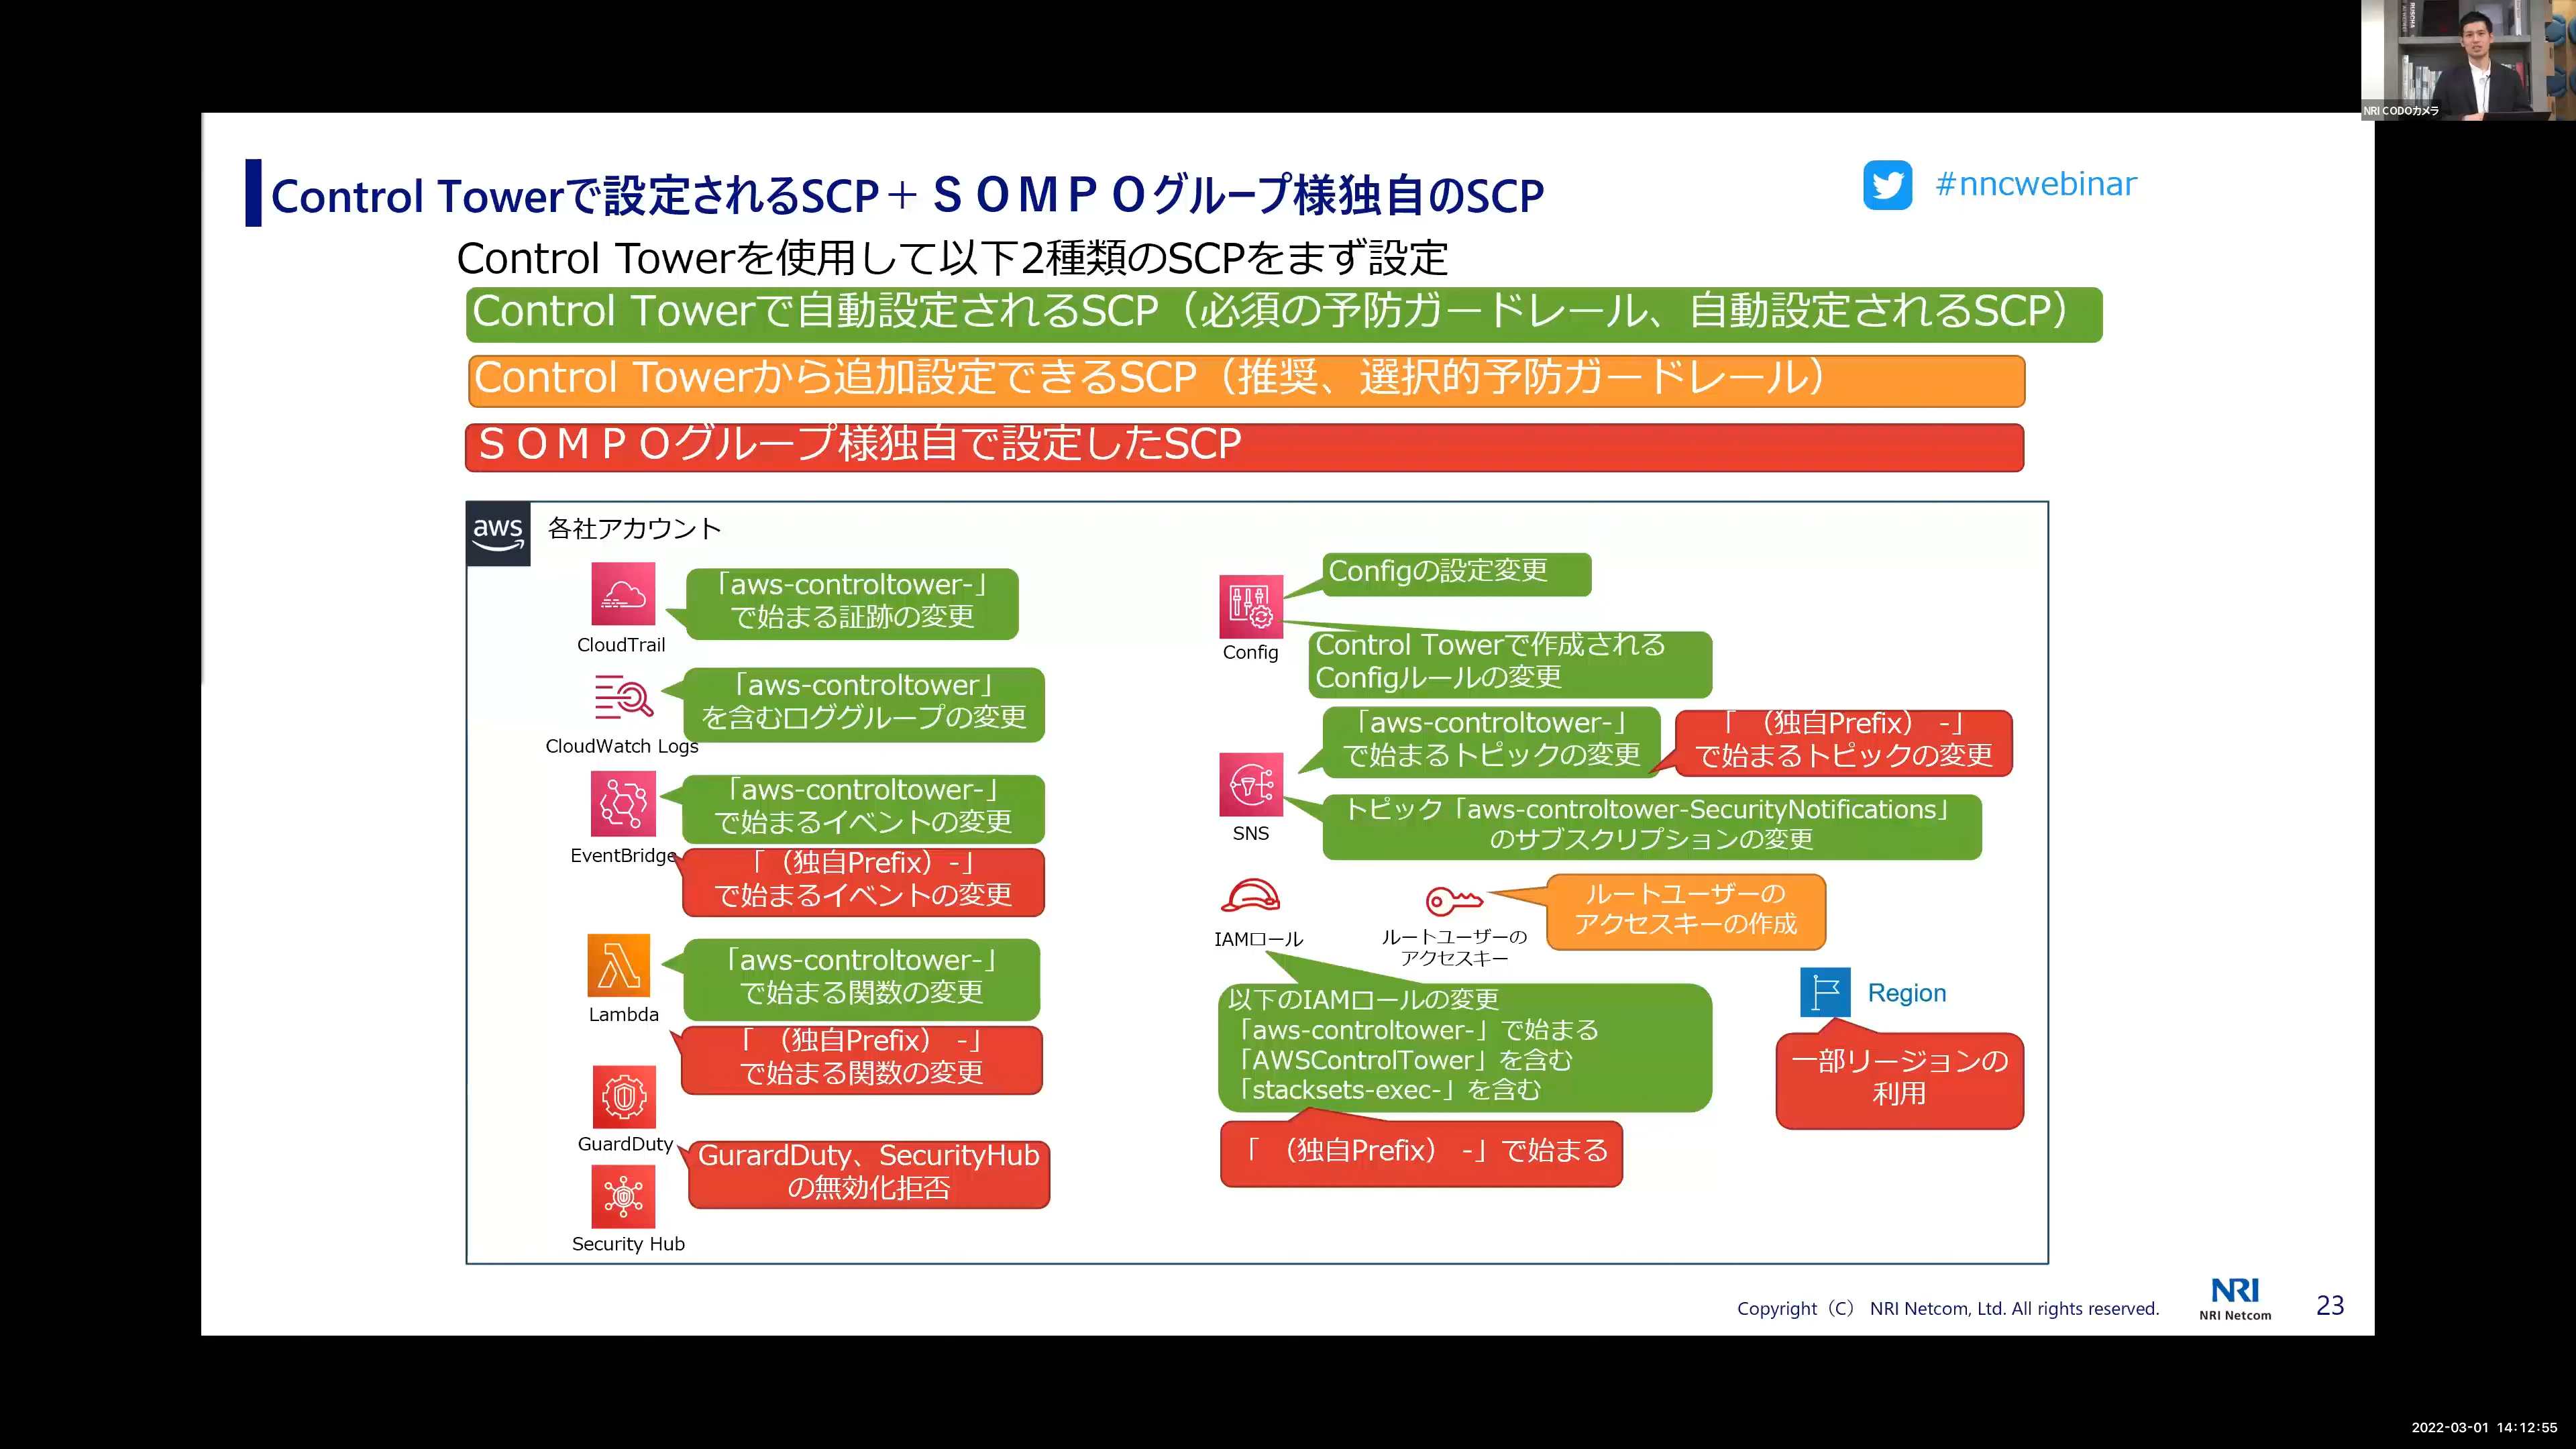 NRI CODOカメラ
Control Towerで設定されるSCP＋ＳＯＭＰＯグループ様独自のSCP
#nncwebinar
Control Towerを使用して以下2種類のSCPをまず設定
Control Towerで自動設定されるSCP（必須の予防ガードレール、自動設定されるSCP）
Control Towerから追加設定できるSCP（推奨、選択的予防ガードレール）
ＳＯＭＰＯグループ様独自で設定したSCP
aws
各社アカウント
「aws-controltower-」
で始まる証跡の変更
CloudTrail
「aws-controltower」
を含むロググループの変更
CloudWatch Logs
「aws-controltower-」
で始まるイベントの変更
EventBridge
「（独自Prefix）-」
で始まるイベントの変更
「aws-controltower-」
で始まる関数の変更
Lambda
「（独自Prefix） -」
で始まる関数の変更
GuardDuty
GurardDuty、SecurityHub
の無効化拒否
Security Hub
Configの設定変更
Config
Control Towerで作成される
Configルールの変更
「aws-controltower-」
で始まるトピックの変更
「（独自Prefix） -」
で始まるトピックの変更
SNS
トピック「aws-controltower-SecurityNotifications」
のサブスクリプションの変更
IAMロール
ルートユーザーの
アクセスキー
ルートユーザーの
アクセスキーの作成
以下のIAMロールの変更
「aws-controltower-」で始まる
「AWSControlTower」を含む
「stacksets-exec-」を含む
「（独自Prefix） -」で始まる
Region
一部リージョンの
利用
Copyright（C） NRI Netcom, Ltd. All rights reserved.
NRI
NRI Netcom
23
2022-03-01 14:12:55